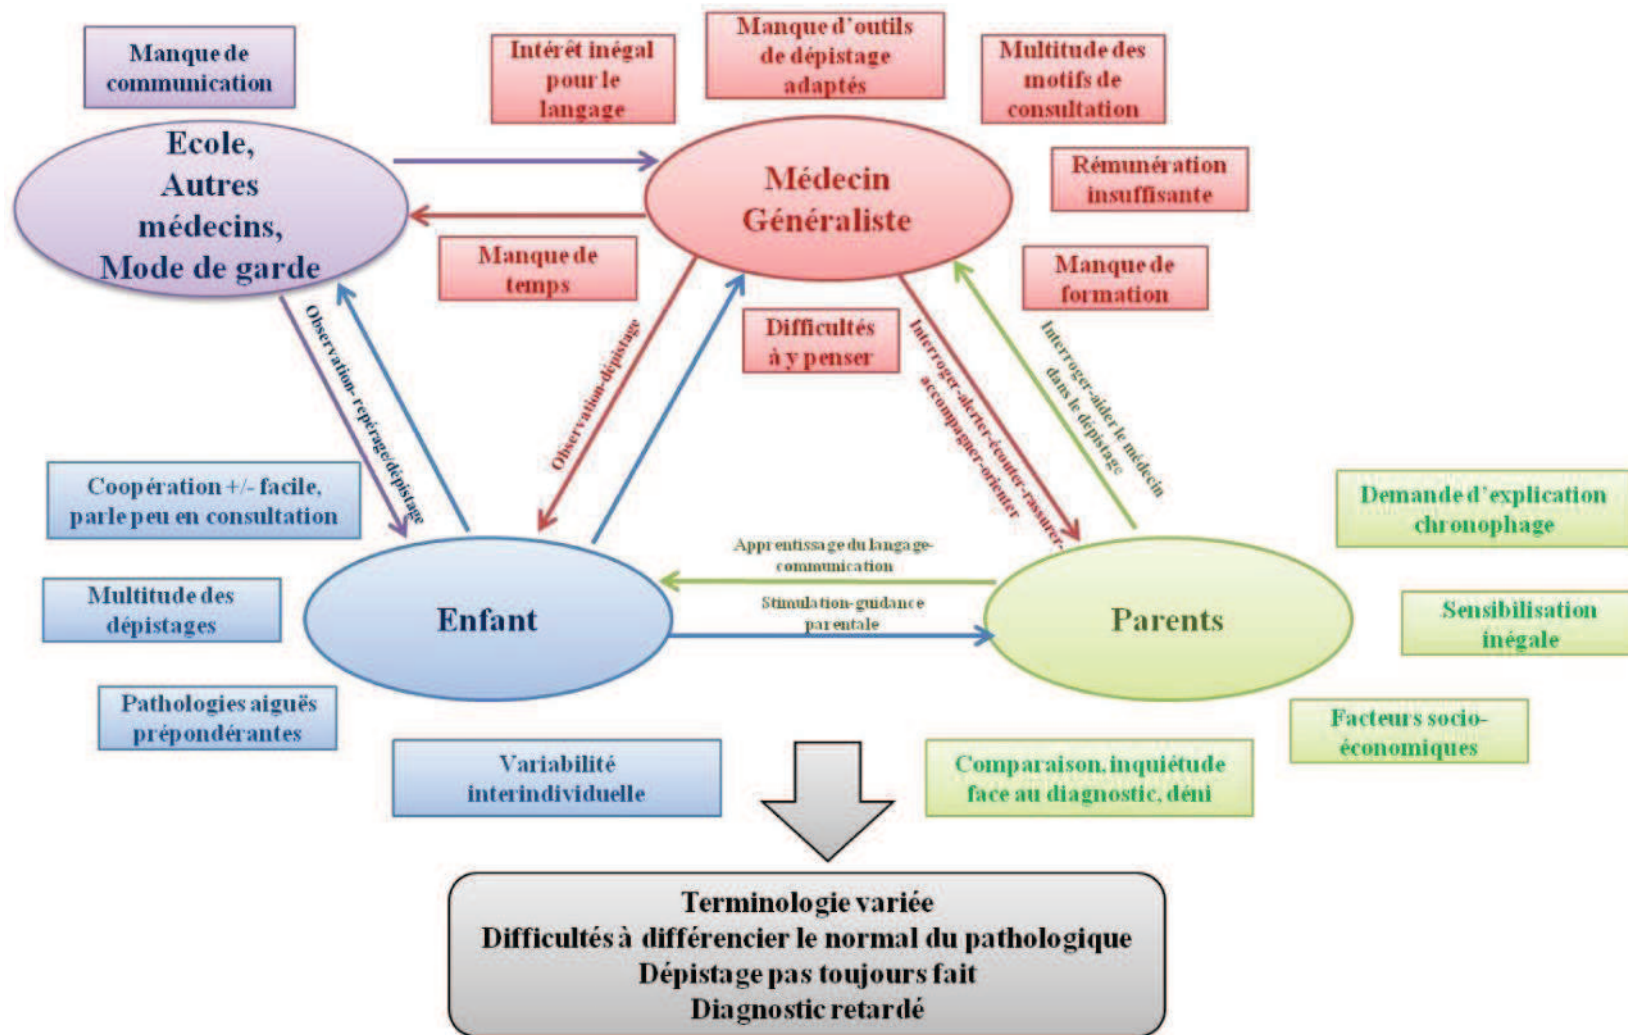 Manque de
communication
Intérêt inégal
pour le
langage
Manque d'outils
de dépistage
adaptés
Multitude des
motifs de
consultation
Ecole,
Autres
médecins,
Mode de garde
Médecin
Généraliste
Rémunération
insuffisante
Manque de
temps
Manque de
formation
Difficultés
à y penser
Observation- repérage/dépistage
Observation-dépistage
Interroger-alerter-écouter-rassurer-
accompagner-orienter
Interroger-aider le médecin
dans le dépistage
Coopération +/- facile,
parle peu en consultation
Demande d'explication
chronophage
Apprentissage du langage-
communication
Multitude des
dépistages
Enfant
Stimulation-guidance
parentale
Parents
Sensibilisation
inégale
Pathologies aiguës
prépondérantes
Facteurs socio-
économiques
Variabilité
interindividuelle
Comparaison, inquiétude
face au diagnostic, déni
Terminologie variée
Difficultés à différencier le normal du pathologique
Dépistage pas toujours fait
Diagnostic retardé